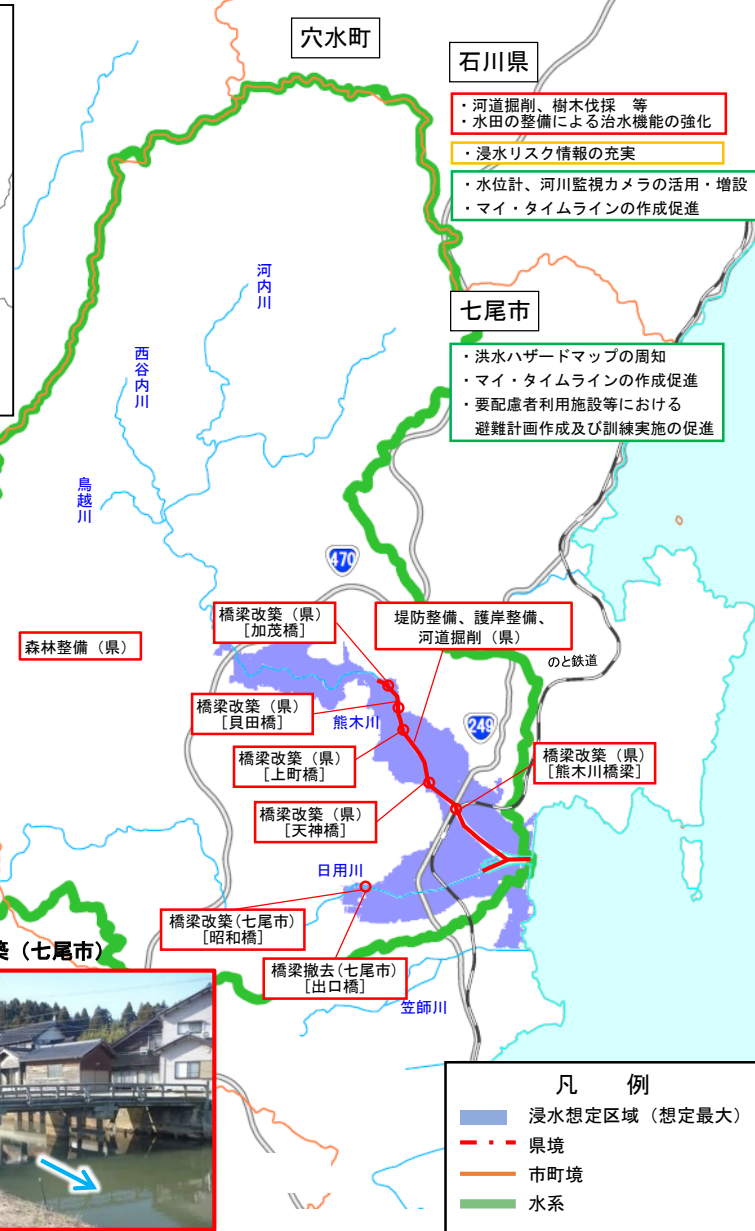 穴水町
石川県
・河道掘削、樹木伐採　等
・水田の整備による治水機能の強化
・浸水リスク情報の充実
・水位計、河川監視カメラの活用・増設
・マイ・タイムラインの作成促進
七尾市
・洪水ハザードマップの周知
・マイ・タイムラインの作成促進
・要配慮者利用施設等における
避難計画作成及び訓練実施の促進
河内川
西谷内川
鳥越川
470
橋梁改築（県）
［加茂橋］
堤防整備、護岸整備、
河道掘削（県）
森林整備（県）
のと鉄道
橋梁改築（県）
［貝田橋］
熊木川
249
橋梁改築（県）
［上町橋］
橋梁改築（県）
［熊木川橋梁］
橋梁改築（県）
［天神橋］
日用川
橋梁改築(七尾市)
［昭和橋］
橋梁撤去(七尾市)
［出口橋］
築（七尾市）
笠師川
凡　例
浸水想定区域（想定最大）
県境
市町境
水系